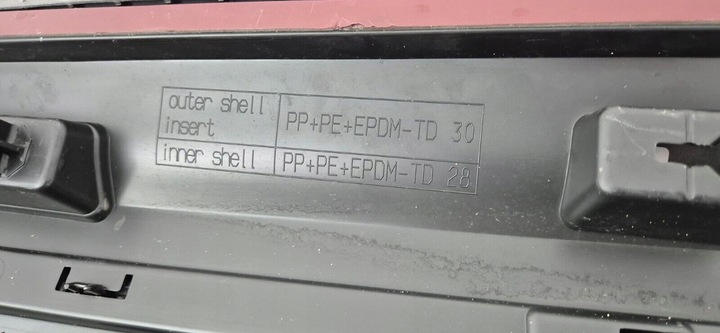 outer shell
insert
PP+PE+EPDM-TD 30
inner shell
PP+PE+EPDM-TD 28